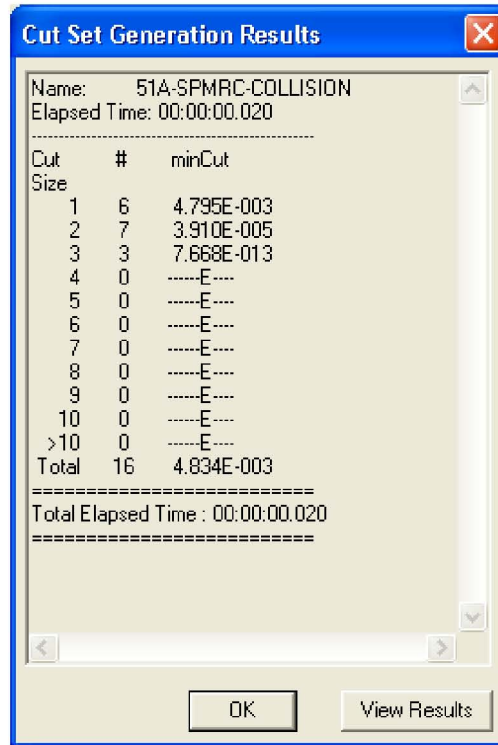 Cut Set Generation Results
Name: 51A-SPMRC-COLLISION
Elapsed Time: 00:00:00.020
----------------------------------------------
Cut # minCut
Size
1 6 4.795E-003
2 7 3.910E-005
3 3 7.668E-013
4 0 ------E----
5 0 ------E----
6 0 ------E----
7 0 ------E----
8 0 ------E----
9 0 ------E----
10 0 ------E----
>10 0 ------E----
Total 16 4.834E-003
===========================
Total Elapsed Time : 00:00:00.020
===========================
OK View Results